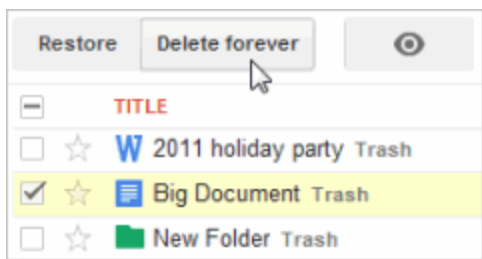 Restore Delete forever
TITLE
2011 holiday party Trash
Big Document Trash
New Folder Trash